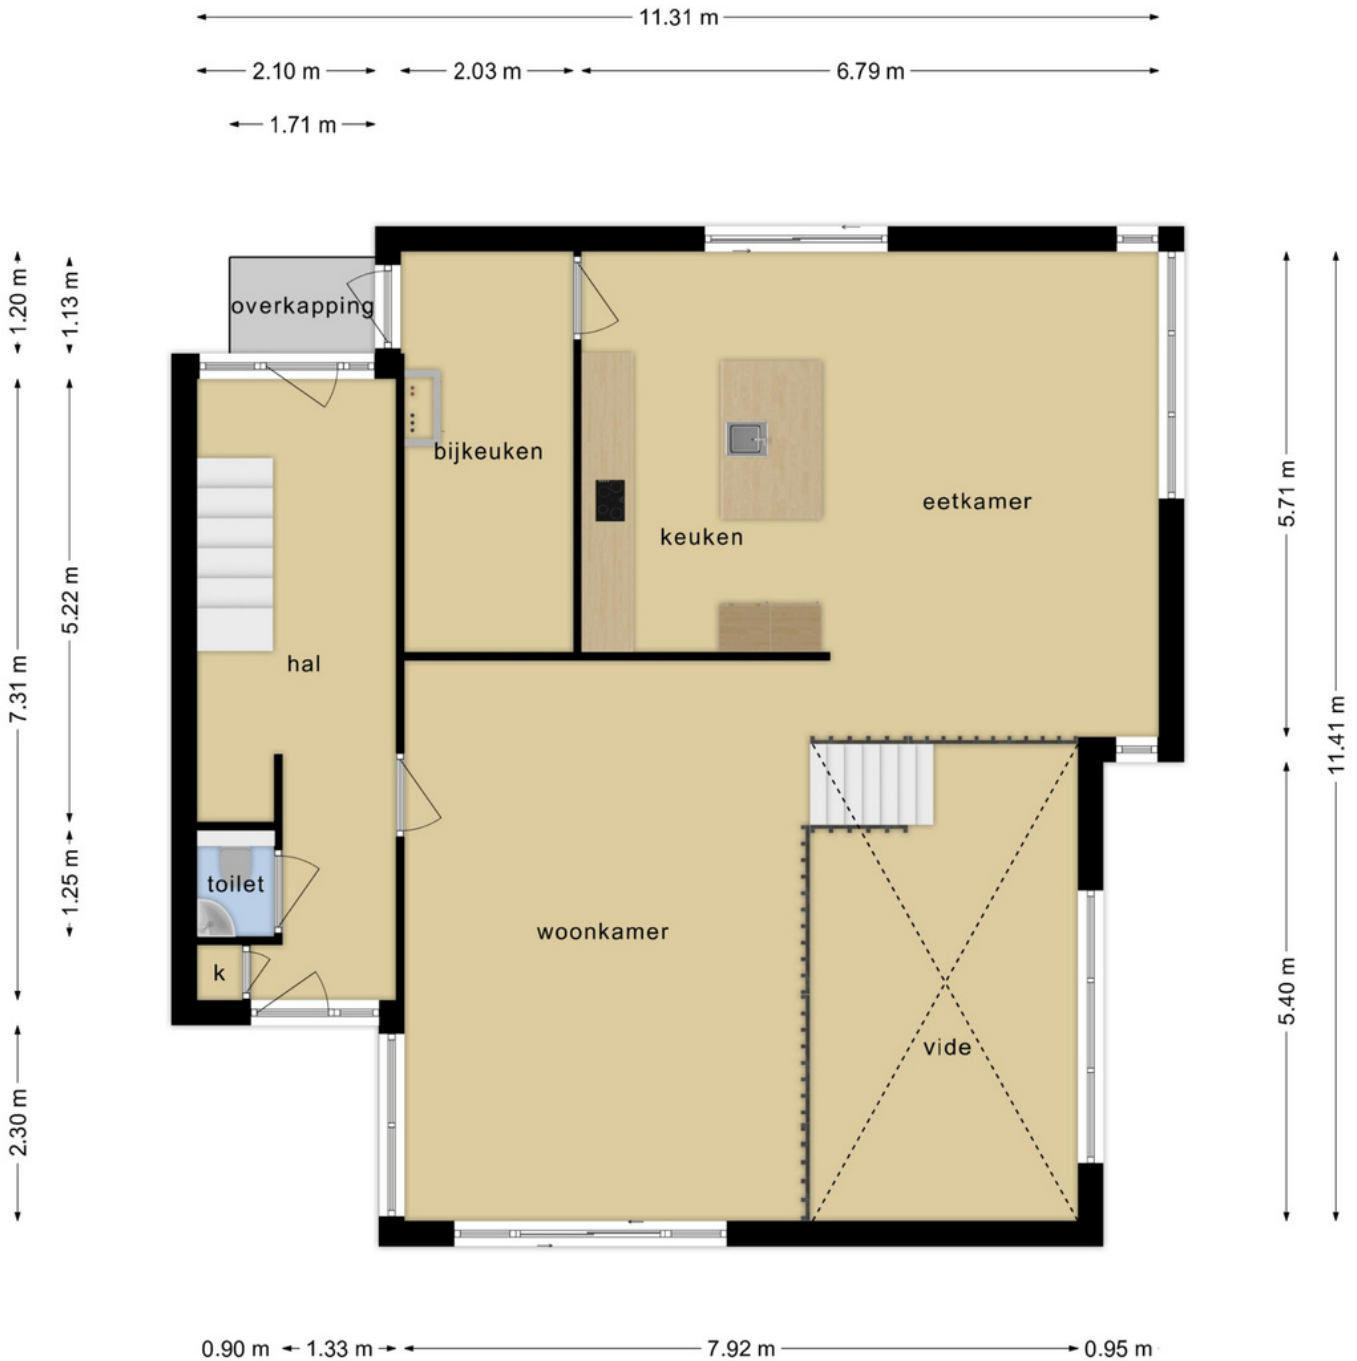 11.31 m
2.10 m
2.03 m
6.79 m
1.71 m
1.20 m
1.13 m
overkapping
bijkeuken
eetkamer
keuken
5.71 m
5.22 m
hal
7.31 m
11.41 m
1.25 m
toilet
woonkamer
k
5.40 m
vide
2.30 m
0.90 m
1.33 m
7.92 m
0.95 m